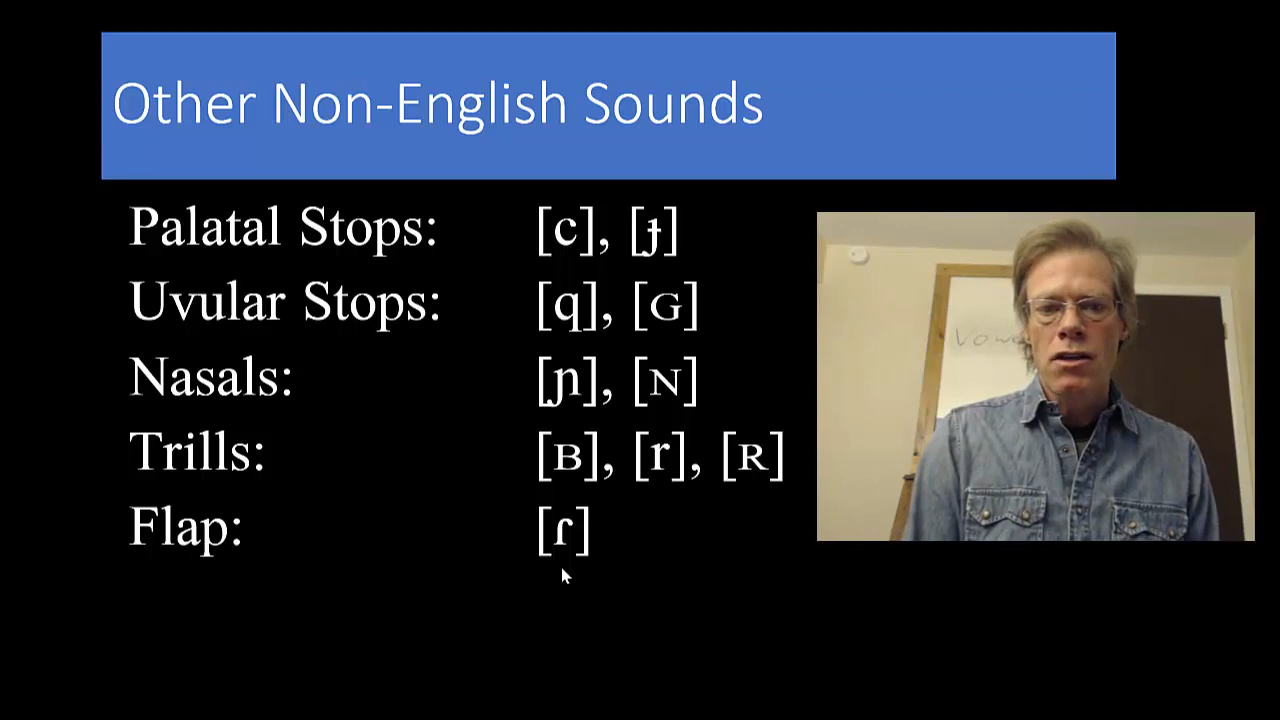 Other Non-English Sounds
Palatal Stops: [c], [ɟ]
Uvular Stops: [q], [ɢ]
Nasals: [ɲ], [ɴ]
Trills: [ʙ], [r], [ʀ]
Flap: [ɾ]